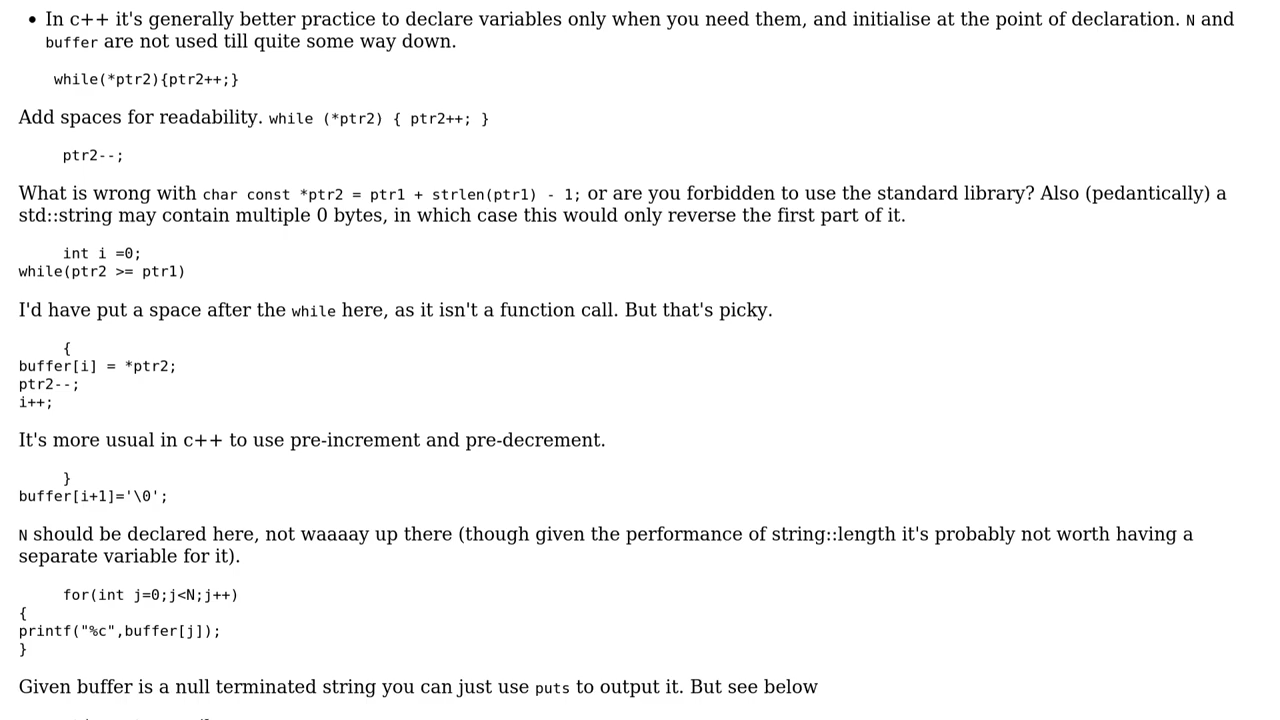 • In c++ it's generally better practice to declare variables only when you need them, and initialise at the point of declaration. N and
buffer are not used till quite some way down.
while(*ptr2){ptr2++;}
Add spaces for readability. while (*ptr2) { ptr2++; }
ptr2--;
What is wrong with char const *ptr2 = ptr1 + strlen(ptr1) - 1; or are you forbidden to use the standard library? Also (pedantically) a
std::string may contain multiple 0 bytes, in which case this would only reverse the first part of it.
int i =0;
while(ptr2 >= ptr1)
I'd have put a space after the while here, as it isn't a function call. But that's picky.
{
buffer[i] = *ptr2;
ptr2--;
i++;
It's more usual in c++ to use pre-increment and pre-decrement.
}
buffer[i+1]='\0';
N should be declared here, not waaaay up there (though given the performance of string::length it's probably not worth having a
separate variable for it).
for(int j=0;j<N;j++)
{
printf("%c",buffer[j]);
}
Given buffer is a null terminated string you can just use puts to output it. But see below